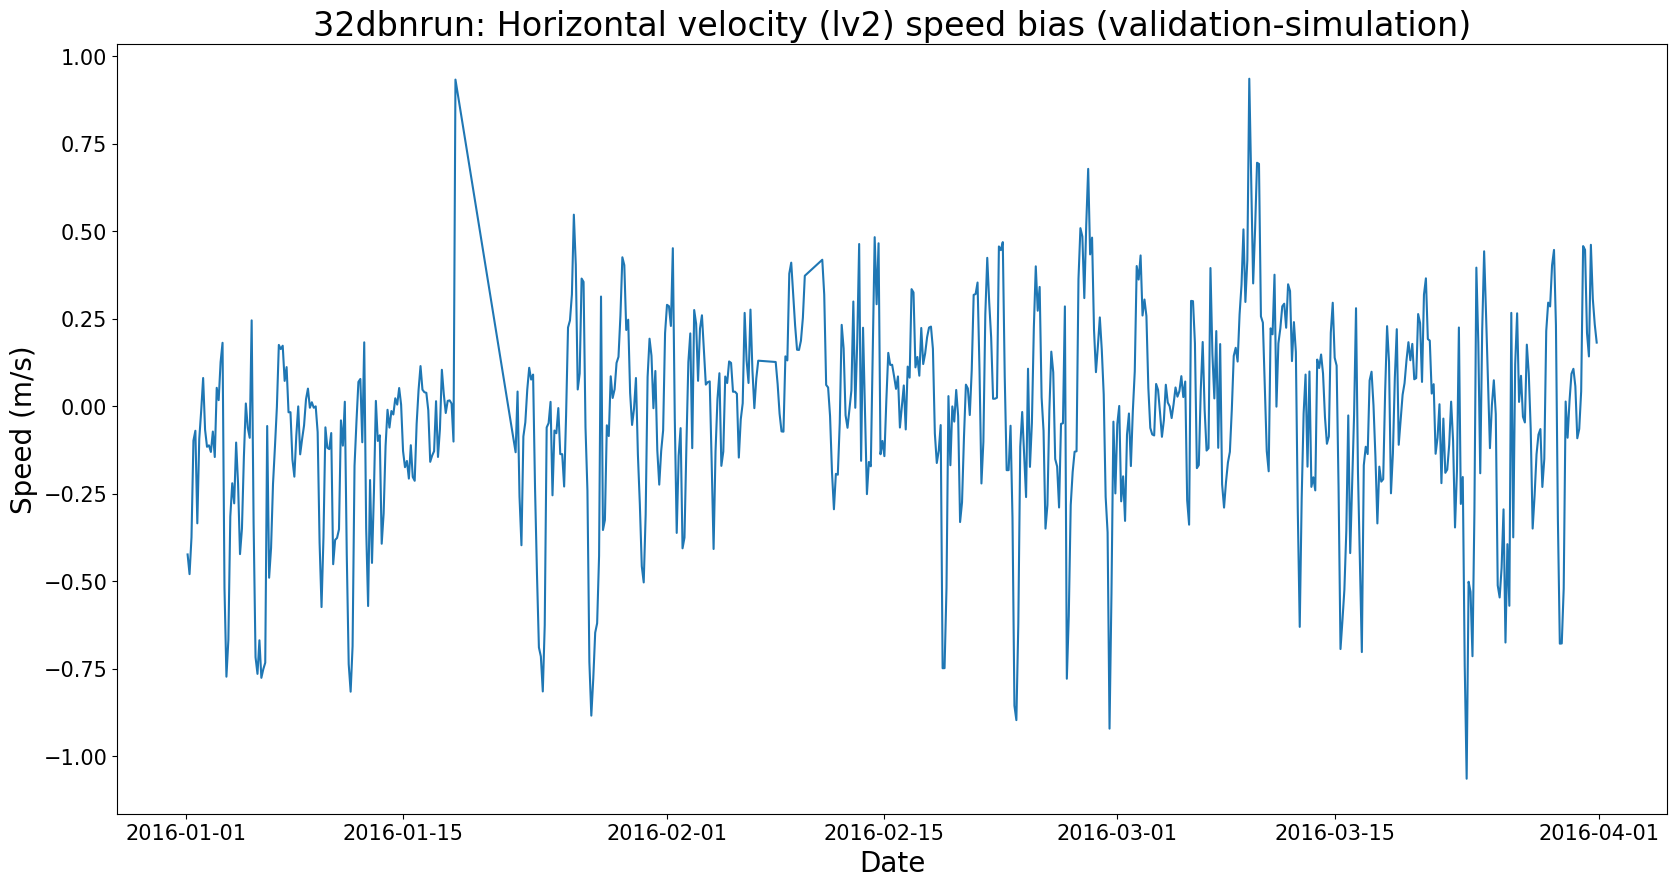 32dbnrun: Horizontal velocity (lv2) speed bias (validation-simulation)
1.00
0.75
0.50
0.25
0.00
−0.25
−0.50
−0.75
−1.00
Speed (m/s)
2016-01-01 2016-01-15 2016-02-01 2016-02-15 2016-03-01 2016-03-15 2016-04-01
Date